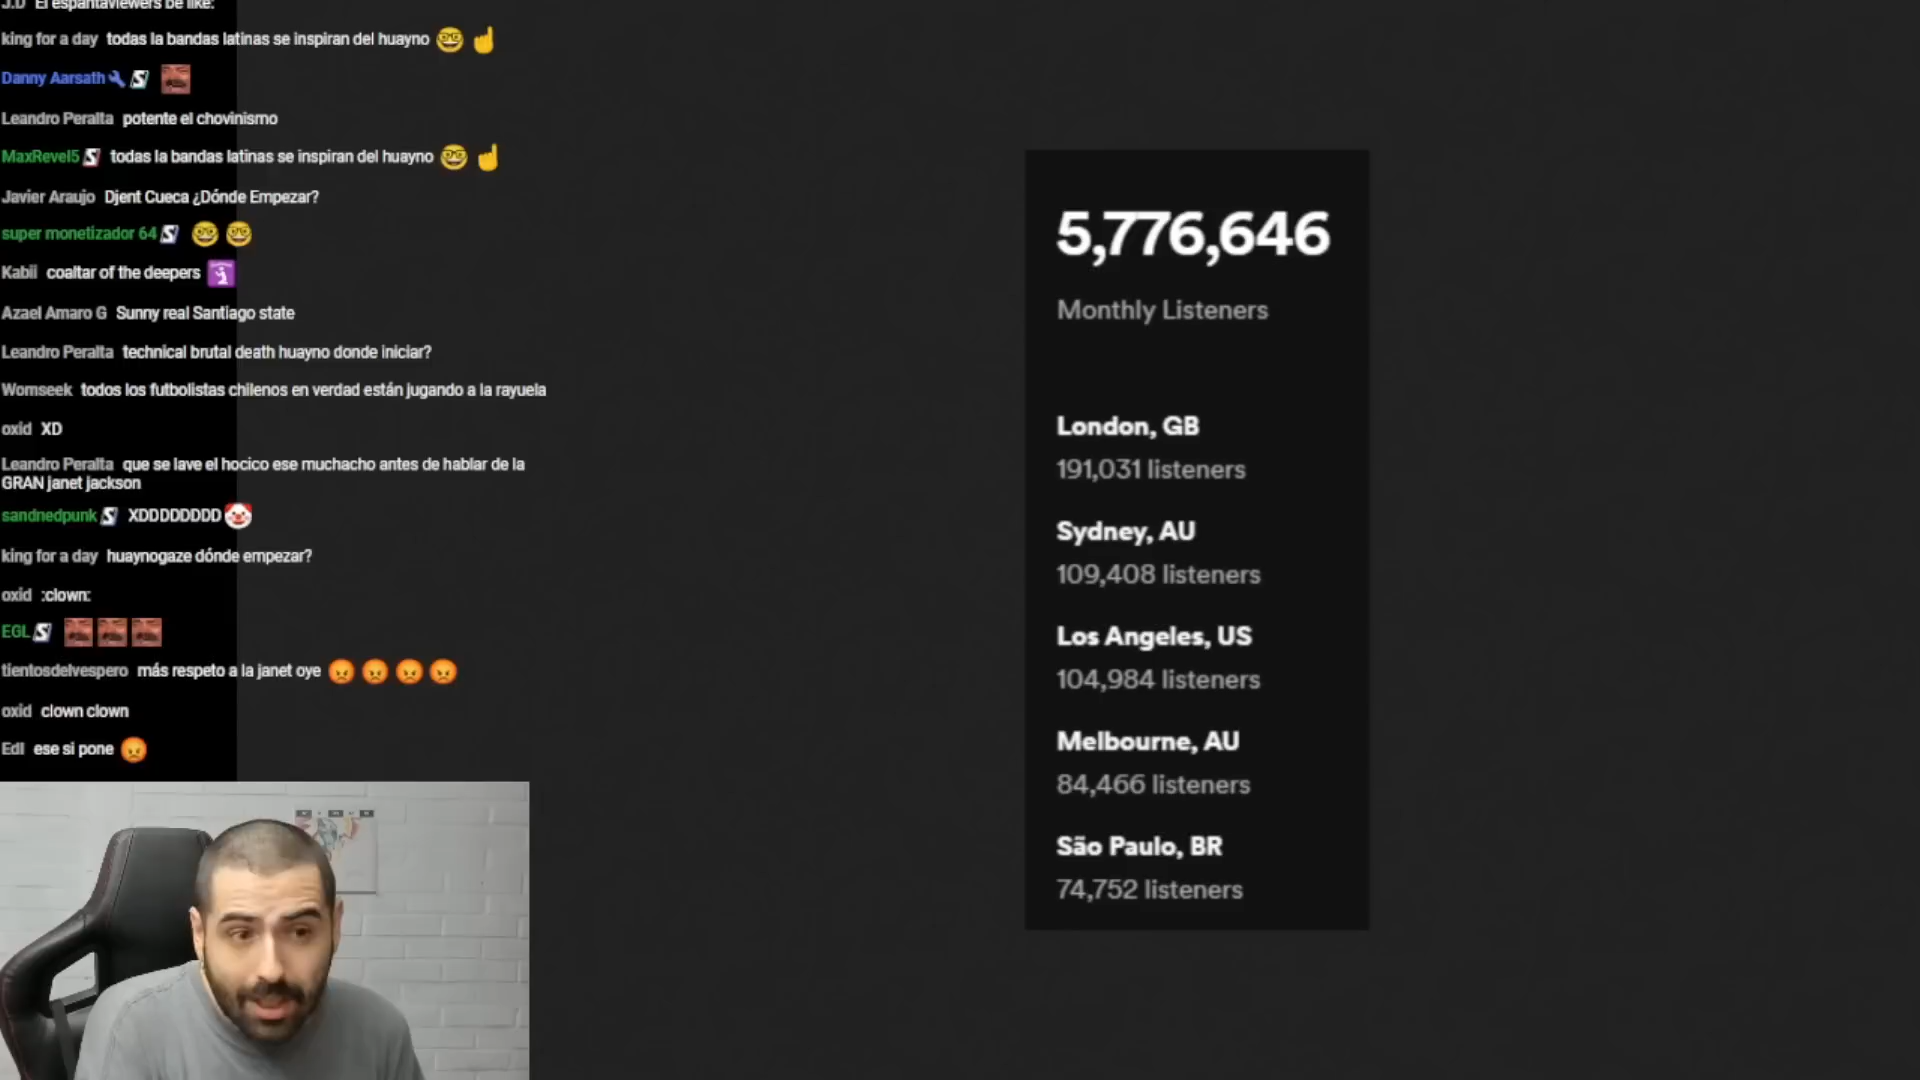 J.D El espantaviewers be like:
king for a day todas la bandas latinas se inspiran del huayno 🤓 ☝
Danny Aarsath
Leandro Peralta potente el chovinismo
MaxRevel5 todas la bandas latinas se inspiran del huayno 🤓 ☝
Javier Araujo Djent Cueca ¿Dónde Empezar?
super monetizador 64 🤓 🤓
Kabii coaltar of the deepers
Azael Amaro G Sunny real Santiago state
Leandro Peralta technical brutal death huayno donde iniciar?
Womseek todos los futbolistas chilenos en verdad están jugando a la rayuela
oxid XD
Leandro Peralta que se lave el hocico ese muchacho antes de hablar de la
GRAN janet jackson
sandnedpunk XDDDDDDDD 🤡
king for a day huaynogaze dónde empezar?
oxid :clown:
EGL
tientosdelvespero más respeto a la janet oye 😡 😡 😡 😡
oxid clown clown
Edl ese si pone 😡
5,776,646
Monthly Listeners
London, GB
191,031 listeners
Sydney, AU
109,408 listeners
Los Angeles, US
104,984 listeners
Melbourne, AU
84,466 listeners
São Paulo, BR
74,752 listeners